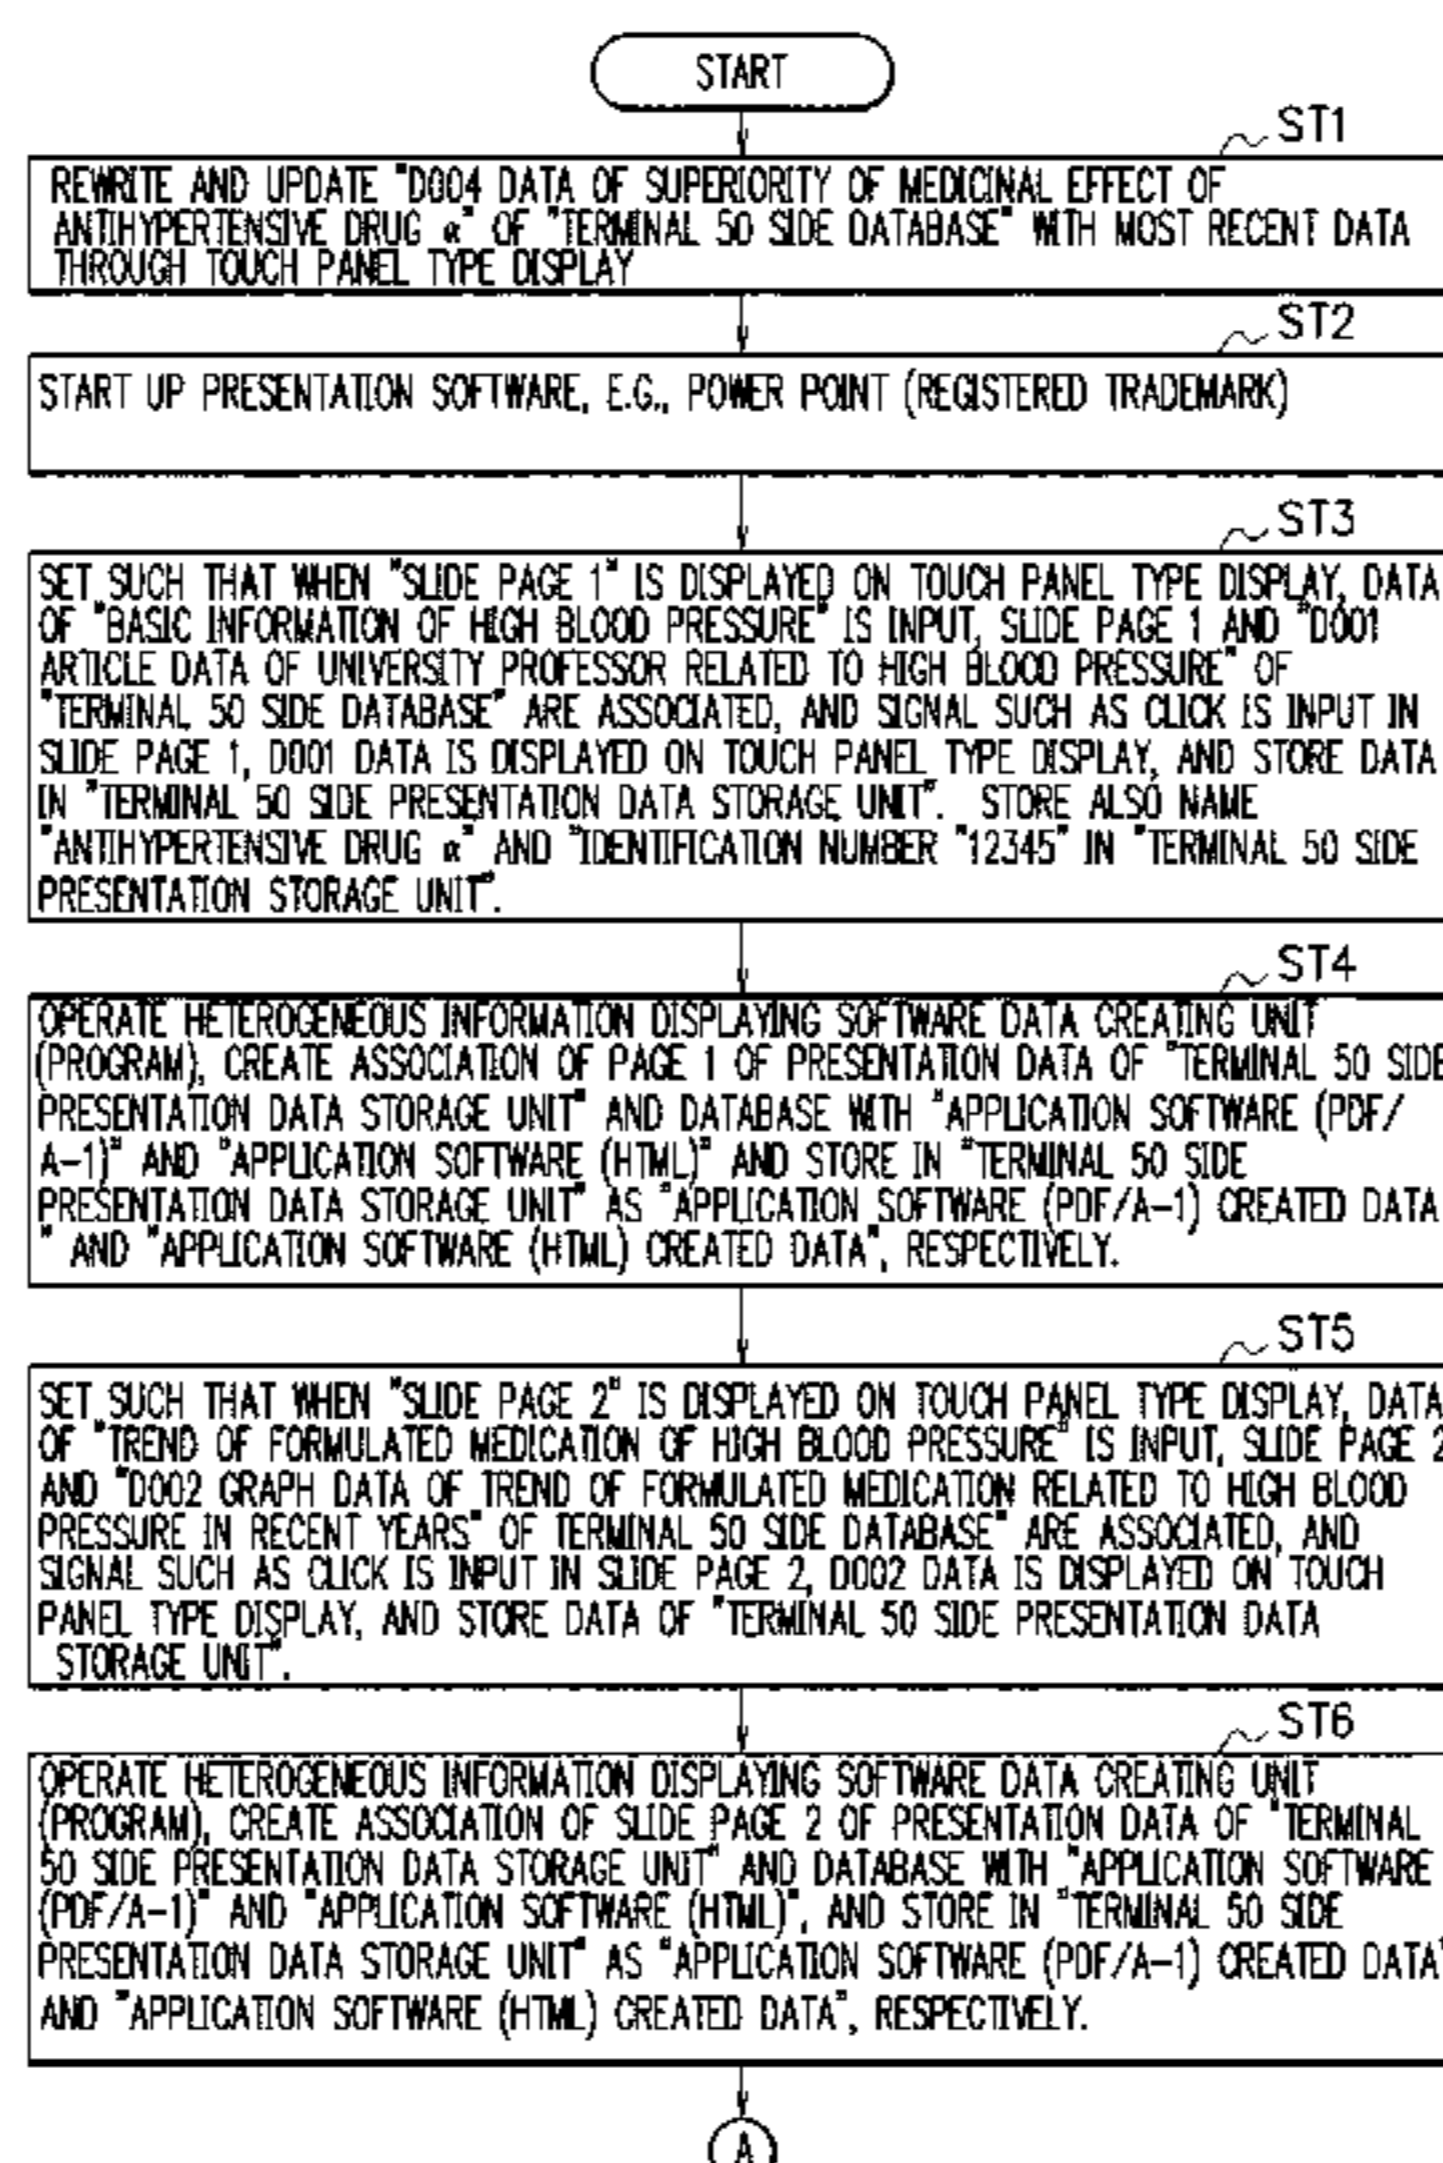 START
ST1
REWRITE AND UPDATE "D004 DATA OF SUPERIORITY OF MEDICINAL EFFECT OF
ANTIHYPERTENSIVE DRUG α" OF "TERMINAL 50 SIDE DATABASE" WITH MOST RECENT DATA
THROUGH TOUCH PANEL TYPE DISPLAY
ST2
START UP PRESENTATION SOFTWARE, E.G., POWER POINT (REGISTERED TRADEMARK)
ST3
SET SUCH THAT WHEN "SLIDE PAGE 1" IS DISPLAYED ON TOUCH PANEL TYPE DISPLAY, DATA
OF "BASIC INFORMATION OF HIGH BLOOD PRESSURE" IS INPUT, SLIDE PAGE 1 AND "D001
ARTICLE DATA OF UNIVERSITY PROFESSOR RELATED TO HIGH BLOOD PRESSURE" OF
"TERMINAL 50 SIDE DATABASE" ARE ASSOCIATED, AND SIGNAL SUCH AS CLICK IS INPUT IN
SLIDE PAGE 1, D001 DATA IS DISPLAYED ON TOUCH PANEL TYPE DISPLAY, AND STORE DATA
IN "TERMINAL 50 SIDE PRESENTATION DATA STORAGE UNIT". STORE ALSO NAME
"ANTIHYPERTENSIVE DRUG α" AND "IDENTIFICATION NUMBER "12345" IN "TERMINAL 50 SIDE
PRESENTATION STORAGE UNIT".
ST4
OPERATE HETEROGENEOUS INFORMATION DISPLAYING SOFTWARE DATA CREATING UNIT
(PROGRAM), CREATE ASSOCIATION OF PAGE 1 OF PRESENTATION DATA OF "TERMINAL 50 SIDE
PRESENTATION DATA STORAGE UNIT" AND DATABASE WITH "APPLICATION SOFTWARE (PDF/
A-1)" AND "APPLICATION SOFTWARE (HTML)" AND STORE IN "TERMINAL 50 SIDE
PRESENTATION DATA STORAGE UNIT" AS "APPLICATION SOFTWARE (PDF/A-1) CREATED DATA
" AND "APPLICATION SOFTWARE (HTML) CREATED DATA", RESPECTIVELY.
ST5
SET SUCH THAT WHEN "SLIDE PAGE 2" IS DISPLAYED ON TOUCH PANEL TYPE DISPLAY, DATA
OF "TREND OF FORMULATED MEDICATION OF HIGH BLOOD PRESSURE" IS INPUT, SLIDE PAGE 2
AND "D002 GRAPH DATA OF TREND OF FORMULATED MEDICATION RELATED TO HIGH BLOOD
PRESSURE IN RECENT YEARS" OF TERMINAL 50 SIDE DATABASE" ARE ASSOCIATED, AND
SIGNAL SUCH AS CLICK IS INPUT IN SLIDE PAGE 2, D002 DATA IS DISPLAYED ON TOUCH
PANEL TYPE DISPLAY, AND STORE DATA OF "TERMINAL 50 SIDE PRESENTATION DATA
STORAGE UNIT".
ST6
OPERATE HETEROGENEOUS INFORMATION DISPLAYING SOFTWARE DATA CREATING UNIT
(PROGRAM), CREATE ASSOCIATION OF SLIDE PAGE 2 OF PRESENTATION DATA OF "TERMINAL
50 SIDE PRESENTATION DATA STORAGE UNIT" AND DATABASE WITH "APPLICATION SOFTWARE
(PDF/A-1)" AND "APPLICATION SOFTWARE (HTML)", AND STORE IN "TERMINAL 50 SIDE
PRESENTATION DATA STORAGE UNIT" AS "APPLICATION SOFTWARE (PDF/A-1) CREATED DATA"
AND "APPLICATION SOFTWARE (HTML) CREATED DATA", RESPECTIVELY.
A